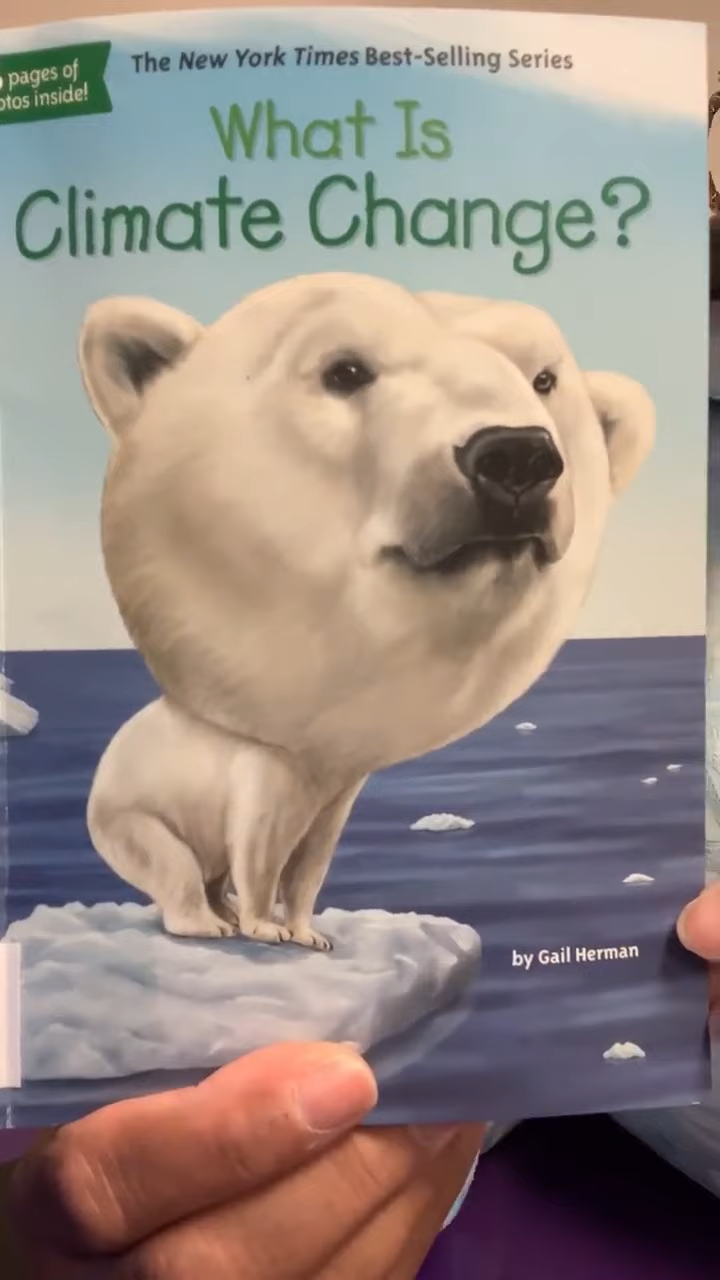 The New York Times Best-Selling Series
pages of
otos inside!
What Is
Climate Change?
by Gail Herman